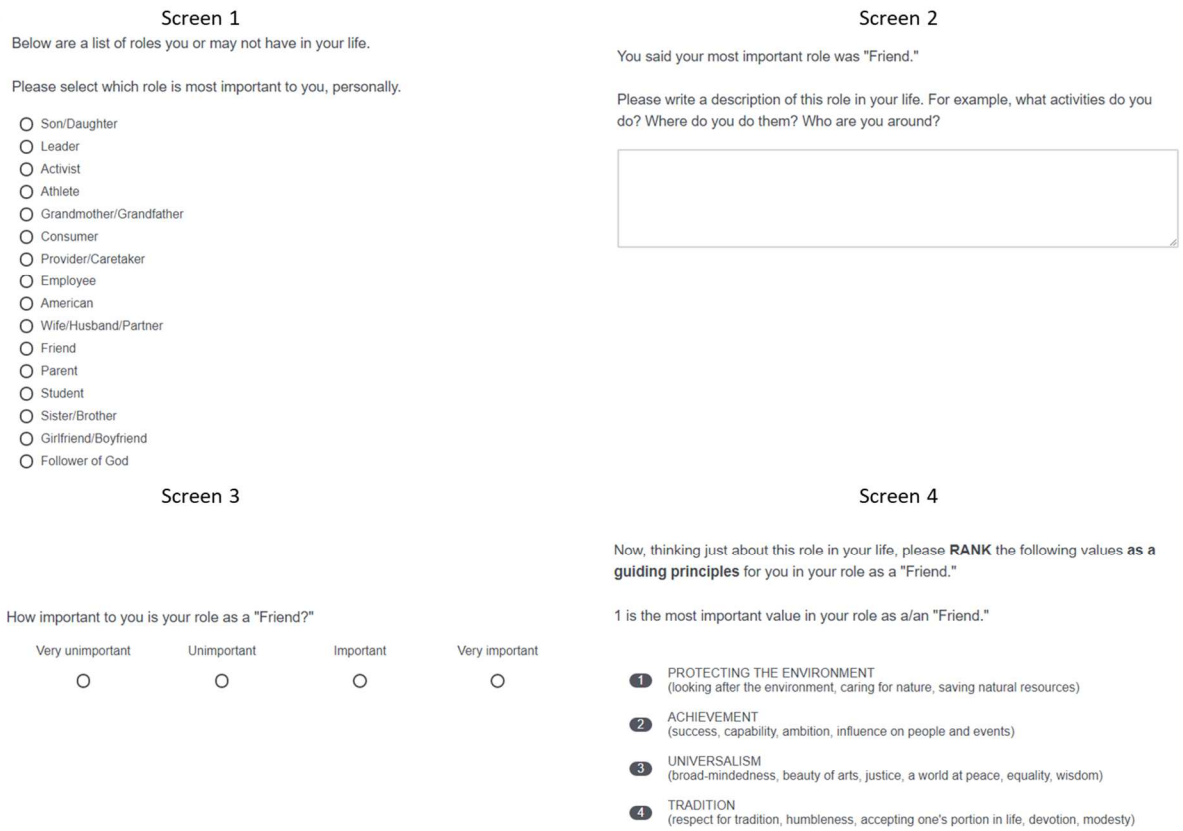 Screen 1
Below are a list of roles you or may not have in your life.
Please select which role is most important to you, personally.
Son/Daughter
Leader
Activist
Athlete
Grandmother/Grandfather
Consumer
Provider/Caretaker
Employee
American
Wife/Husband/Partner
Friend
Parent
Student
Sister/Brother
Girlfriend/Boyfriend
Follower of God
Screen 2
You said your most important role was "Friend."
Please write a description of this role in your life. For example, what activities do you
do? Where do you do them? Who are you around?
Screen 3
How important to you is your role as a "Friend?"
Very unimportant Unimportant Important Very important
Screen 4
Now, thinking just about this role in your life, please RANK the following values as a
guiding principles for you in your role as a "Friend."
1 is the most important value in your role as a/an "Friend."
1 PROTECTING THE ENVIRONMENT
(looking after the environment, caring for nature, saving natural resources)
2 ACHIEVEMENT
(success, capability, ambition, influence on people and events)
3 UNIVERSALISM
(broad-mindedness, beauty of arts, justice, a world at peace, equality, wisdom)
4 TRADITION
(respect for tradition, humbleness, accepting one's portion in life, devotion, modesty)